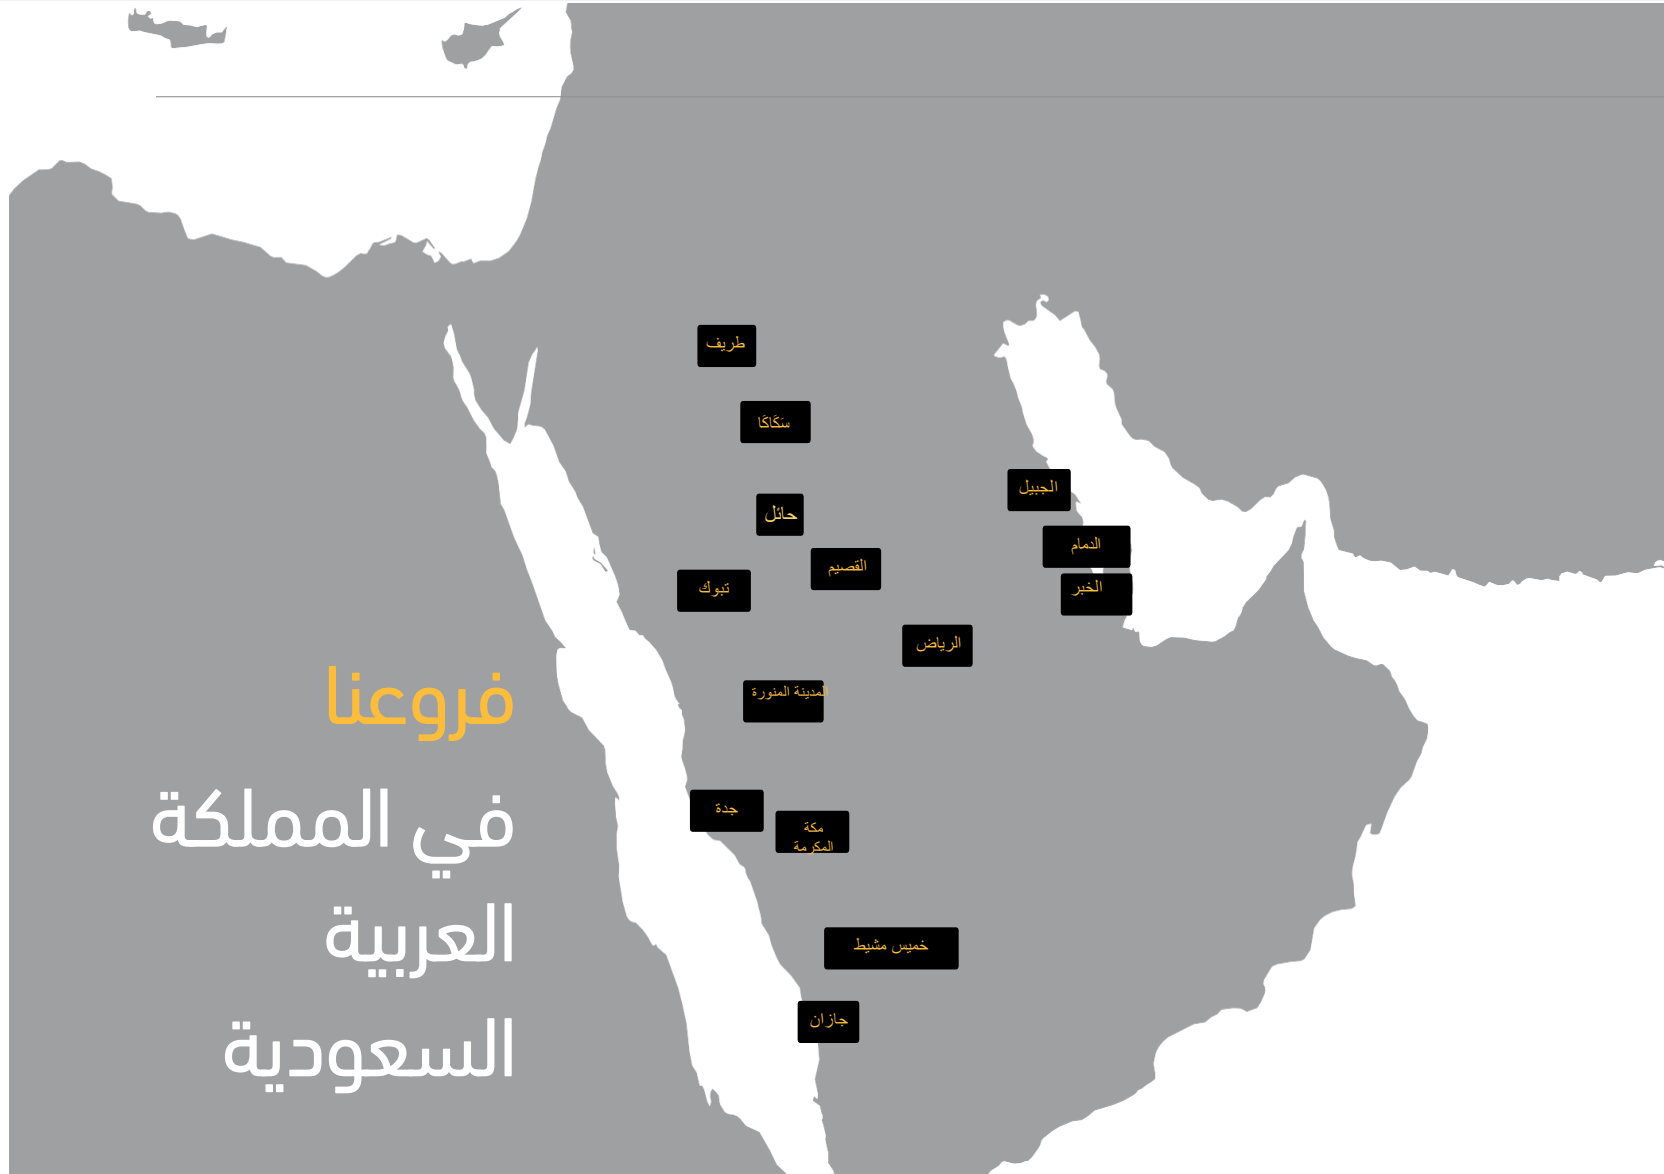 طريف
سَكَاكَا
الجبيل
حائل
الدمام
القصيم
تبوك
الخبر
الرياض
المدينة المنورة
جدة
مكة
المكرمة
خميس مشيط
جازان
فروعنا
في المملكة
العربية
السعودية